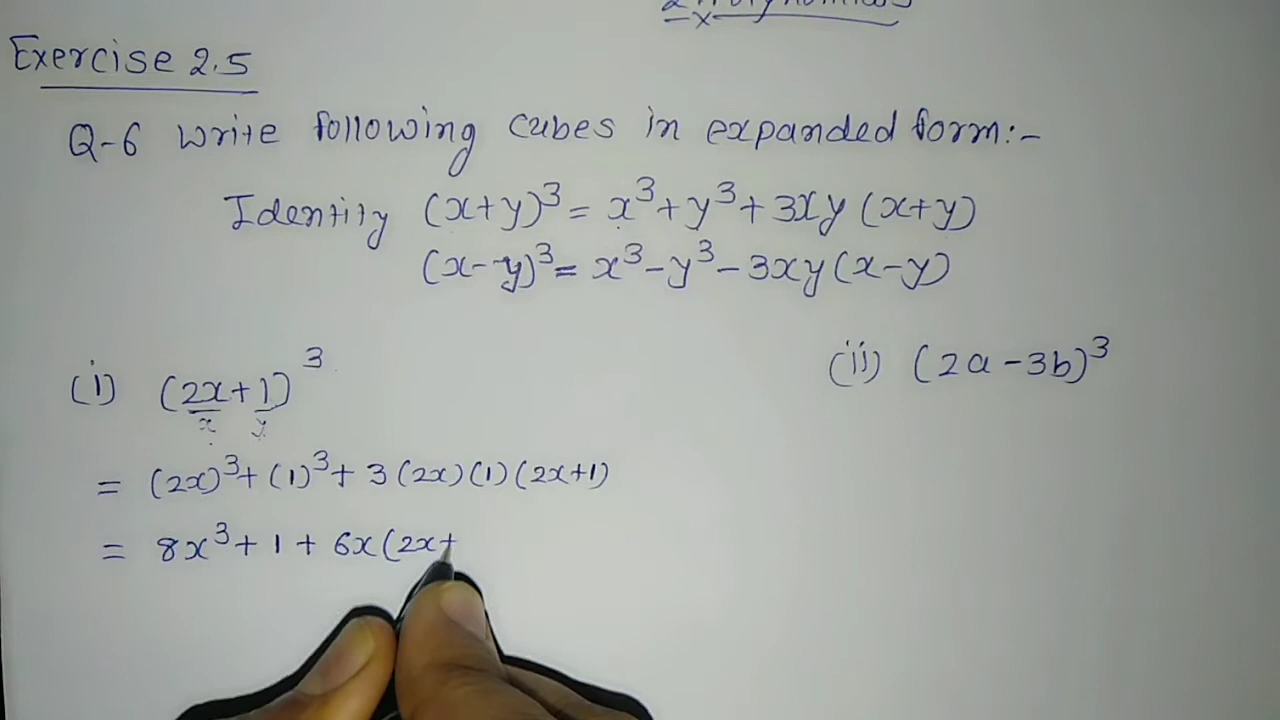 Exercise 2.5
Q-6 Write following cubes in expanded form:-
Identity (x+y)³ = x³+y³+3xy(x+y)
(x-y)³ = x³-y³-3xy(x-y)
(i) (2x+1)³
x y
= (2x)³+(1)³+3(2x)(1)(2x+1)
= 8x³+1+6x(2x+
(ii) (2a-3b)³